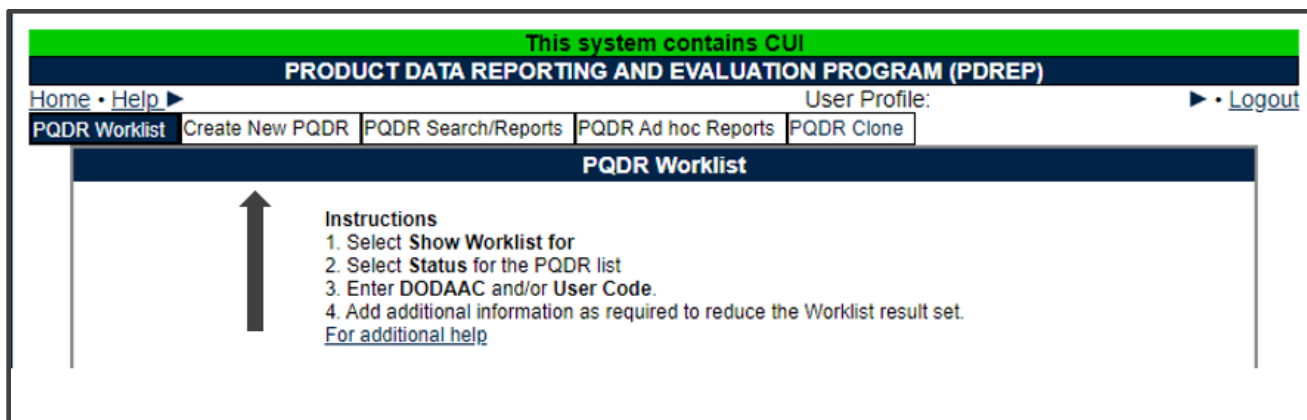 This system contains CUI
PRODUCT DATA REPORTING AND EVALUATION PROGRAM (PDREP)
Home • Help ► User Profile: ► • Logout
PQDR Worklist Create New PQDR PQDR Search/Reports PQDR Ad hoc Reports PQDR Clone
PQDR Worklist
Instructions
1. Select Show Worklist for
2. Select Status for the PQDR list
3. Enter DODAAC and/or User Code.
4. Add additional information as required to reduce the Worklist result set.
For additional help